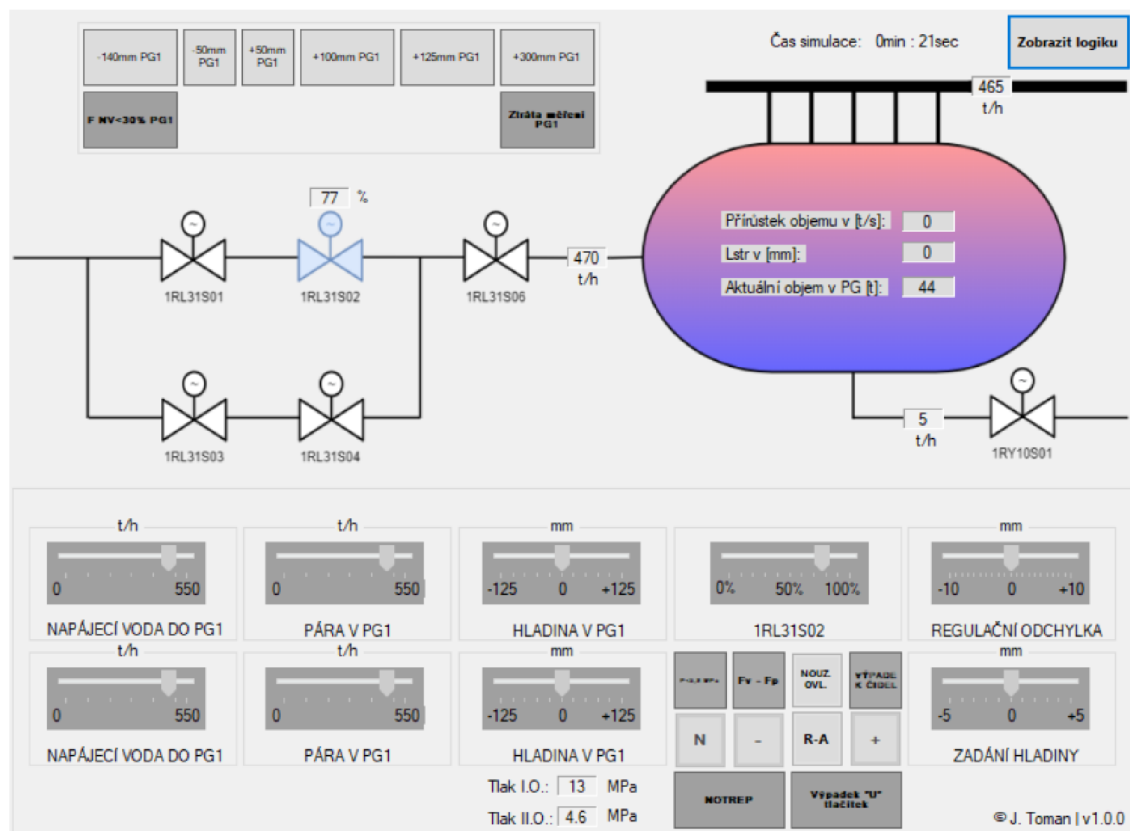 -140mm PG1
-50mm PG1
+50mm PG1
+100mm PG1
+125mm PG1
+300mm PG1
Čas simulace: 0min : 21sec
Zobrazit logiku
F NV<30% PG1
Ztráta měření PG1
465
t/h
77 %
Přírůstek objemu v [t/s]: 0
Lstr v [mm]: 0
Aktuální objem v PG [t]: 44
470
t/h
1RL31S01
1RL31S02
1RL31S06
1RL31S03
1RL31S04
5
t/h
1RY10S01
t/h
t/h
mm
mm
0 550
0 550
-125 0 +125
0% 50% 100%
-10 0 +10
NAPÁJECÍ VODA DO PG1
PÁRA V PG1
HLADINA V PG1
1RL31S02
REGULAČNÍ ODCHYLKA
t/h
t/h
mm
mm
Fv - Fp
NOUZ. OVL.
VÝPADEK ČIDEL
0 550
0 550
-125 0 +125
N
-
R-A
+
-5 0 +5
NAPÁJECÍ VODA DO PG1
PÁRA V PG1
HLADINA V PG1
ZADÁNÍ HLADINY
Tlak I.O.: 13 MPa
Tlak II.O.: 4.6 MPa
NOTREP
Výpadek "U" tlačítek
© J. Toman | v1.0.0